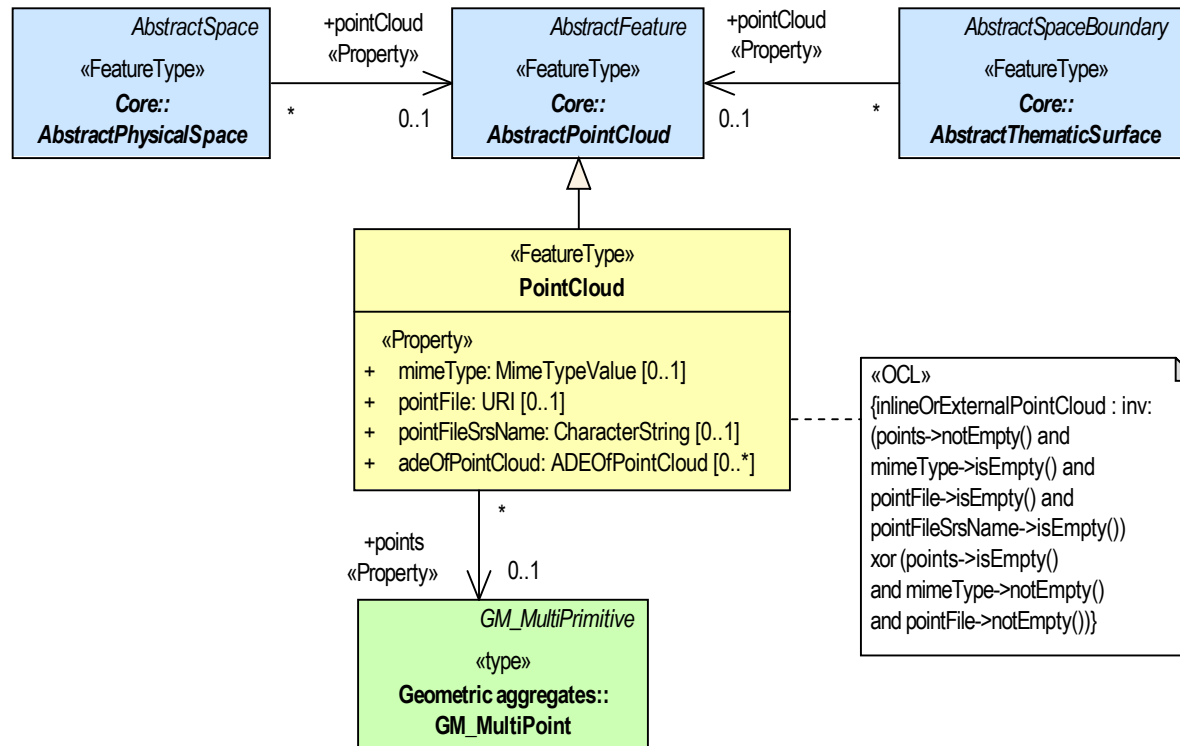 AbstractSpace
«FeatureType»
Core::
AbstractPhysicalSpace
+pointCloud
«Property»
*
0..1
AbstractFeature
«FeatureType»
Core::
AbstractPointCloud
+pointCloud
«Property»
0..1
*
AbstractSpaceBoundary
«FeatureType»
Core::
AbstractThematicSurface
«FeatureType»
PointCloud
«Property»
+ mimeType: MimeTypeValue [0..1]
+ pointFile: URI [0..1]
+ pointFileSrsName: CharacterString [0..1]
+ adeOfPointCloud: ADEOfPointCloud [0..*]
«OCL»
{inlineOrExternalPointCloud : inv:
(points->notEmpty() and
mimeType->isEmpty() and
pointFile->isEmpty() and
pointFileSrsName->isEmpty())
xor (points->isEmpty()
and mimeType->notEmpty()
and pointFile->notEmpty())}
*
+points
«Property»
0..1
GM_MultiPrimitive
«type»
Geometric aggregates::
GM_MultiPoint